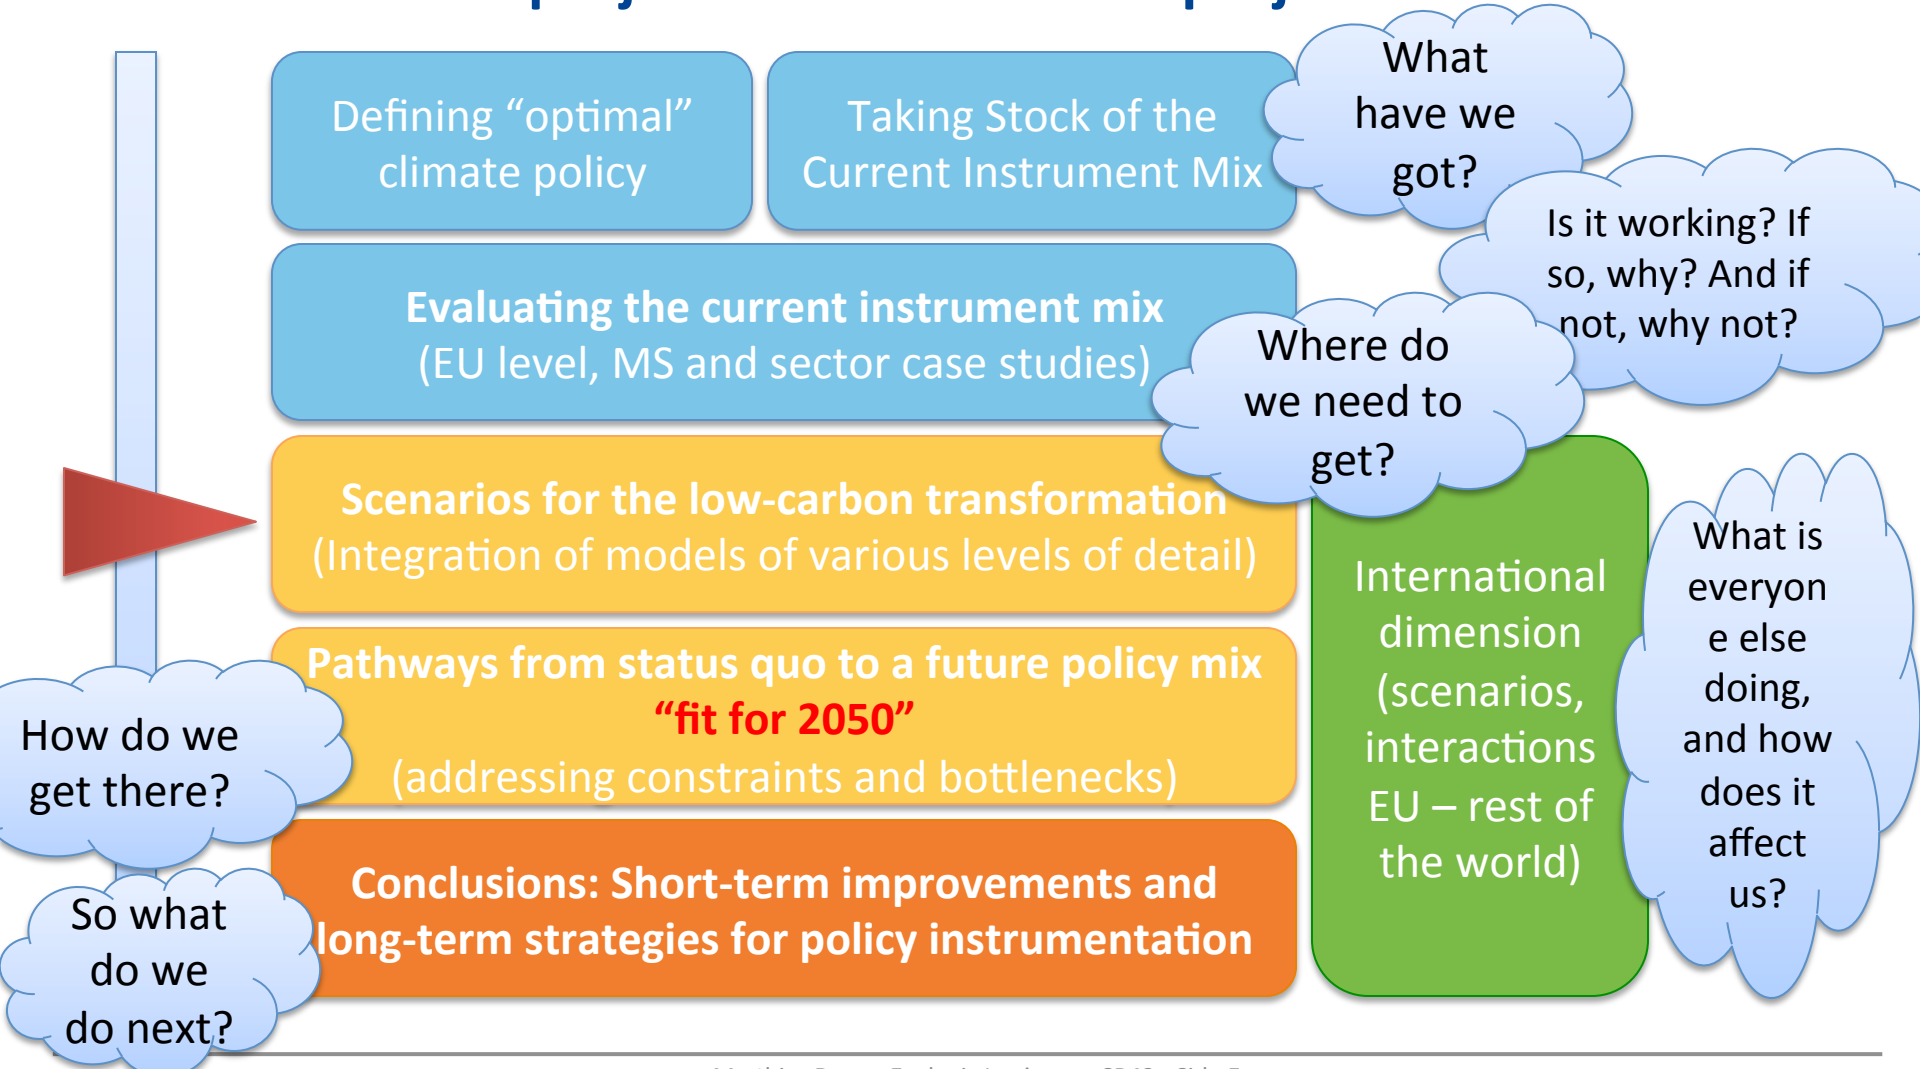 Defining “optimal”
climate policy
Taking Stock of the
Current Instrument Mix
What
have we
got?
Is it working? If
so, why? And if
not, why not?
Evaluating the current instrument mix
(EU level, MS and sector case studies)
Where do
we need to
get?
Scenarios for the low-carbon transformation
(Integration of models of various levels of detail)
International
dimension
(scenarios,
interactions
EU – rest of
the world)
What is
everyon
e else
doing,
and how
does it
affect
us?
Pathways from status quo to a future policy mix
“fit for 2050”
(addressing constraints and bottlenecks)
How do we
get there?
Conclusions: Short-term improvements and
long-term strategies for policy instrumentation
So what
do we
do next?